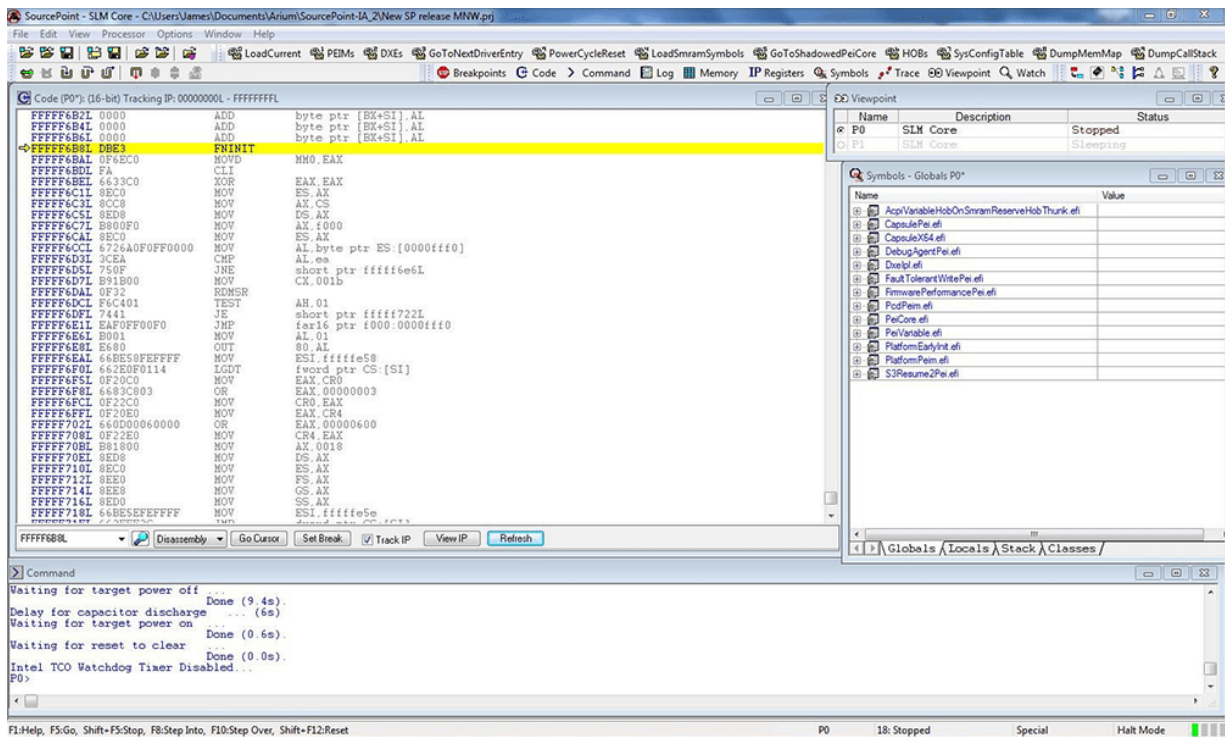 SourcePoint - SLM Core - C:\Users\James\Documents\Arium\SourcePoint-IA_2\New SP release MNW.prj
File Edit View Processor Options Window Help
LoadCurrent PEIMs DXEs GoToNextDriverEntry PowerCycleReset LoadSmramSymbols GoToShadowedPeiCore HOBs SysConfigTable DumpMemMap DumpCallStack
Breakpoints Code Command Log Memory IP Registers Symbols Trace Viewpoint Watch
Code (P0*): (16-bit) Tracking IP: 00000000L - FFFFFFFFL
FFFFF6B2L 0000 ADD byte ptr [BX+SI],AL
FFFFF6B4L 0000 ADD byte ptr [BX+SI],AL
FFFFF6B6L 0000 ADD byte ptr [BX+SI],AL
FFFFF6B8L DBE3 FNINIT
FFFFF6BAL 0F6EC0 MOVD MM0,EAX
FFFFF6BDL FA CLI
FFFFF6BEL 6633C0 XOR EAX,EAX
FFFFF6C1L 8EC0 MOV ES,AX
FFFFF6C3L 8CC8 MOV AX,CS
FFFFF6C5L 8ED8 MOV DS,AX
FFFFF6C7L B800F0 MOV AX,f000
FFFFF6CAL 8EC0 MOV ES,AX
FFFFF6CCL 6726A0F0FF0000 MOV AL,byte ptr ES:[0000fff0]
FFFFF6D3L 3CEA CMP AL,ea
FFFFF6D5L 750F JNE short ptr fffff6e6L
FFFFF6D7L B91B00 MOV CX,001b
FFFFF6DAL 0F32 RDMSR
FFFFF6DCL F6C401 TEST AH,01
FFFFF6DFL 7441 JE short ptr fffff722L
FFFFF6E1L EAF0FF00F0 JMP far16 ptr f000:0000fff0
FFFFF6E6L B001 MOV AL,01
FFFFF6E8L E680 OUT 80,AL
FFFFF6EAL 66BE58FEFFFF MOV ESI,fffffe58
FFFFF6F0L 662E0F0114 LGDT fword ptr CS:[SI]
FFFFF6F5L 0F20C0 MOV EAX,CR0
FFFFF6F8L 6683C803 OR EAX,00000003
FFFFF6FCL 0F22C0 MOV CR0,EAX
FFFFF6FFL 0F20E0 MOV EAX,CR4
FFFFF702L 660D00060000 OR EAX,00000600
FFFFF708L 0F22E0 MOV CR4,EAX
FFFFF70BL B81800 MOV AX,0018
FFFFF70EL 8ED8 MOV DS,AX
FFFFF710L 8EC0 MOV ES,AX
FFFFF712L 8EE0 MOV FS,AX
FFFFF714L 8EE8 MOV GS,AX
FFFFF716L 8ED0 MOV SS,AX
FFFFF718L 66BE5EFEFFFF MOV ESI,fffffe5e
FFFFF6B8L Disassembly Go Cursor Set Break Track IP View IP Refresh
Viewpoint
Name Description Status
P0 SLM Core Stopped
P1 SLM Core Sleeping
Symbols - Globals P0*
Name Value
AcpiVariableHobOnSmramReserveHobThunk.efi
CapsulePei.efi
CapsuleX64.efi
DebugAgentPei.efi
DxeIpl.efi
FaultTolerantWritePei.efi
FirmwarePerformancePei.efi
PcdPeim.efi
PeiCore.efi
PeiVariable.efi
PlatformEarlyInit.efi
PlatformPeim.efi
S3Resume2Pei.efi
Globals Locals Stack Classes
Command
Waiting for target power off ...
Done (9.4s).
Delay for capacitor discharge ... (6s)
Waiting for target power on ...
Done (0.6s).
Waiting for reset to clear ...
Done (0.0s).
Intel TCO Watchdog Timer Disabled...
P0>
F1:Help, F5:Go, Shift+F5:Stop, F8:Step Into, F10:Step Over, Shift+F12:Reset P0 18: Stopped Special Halt Mode